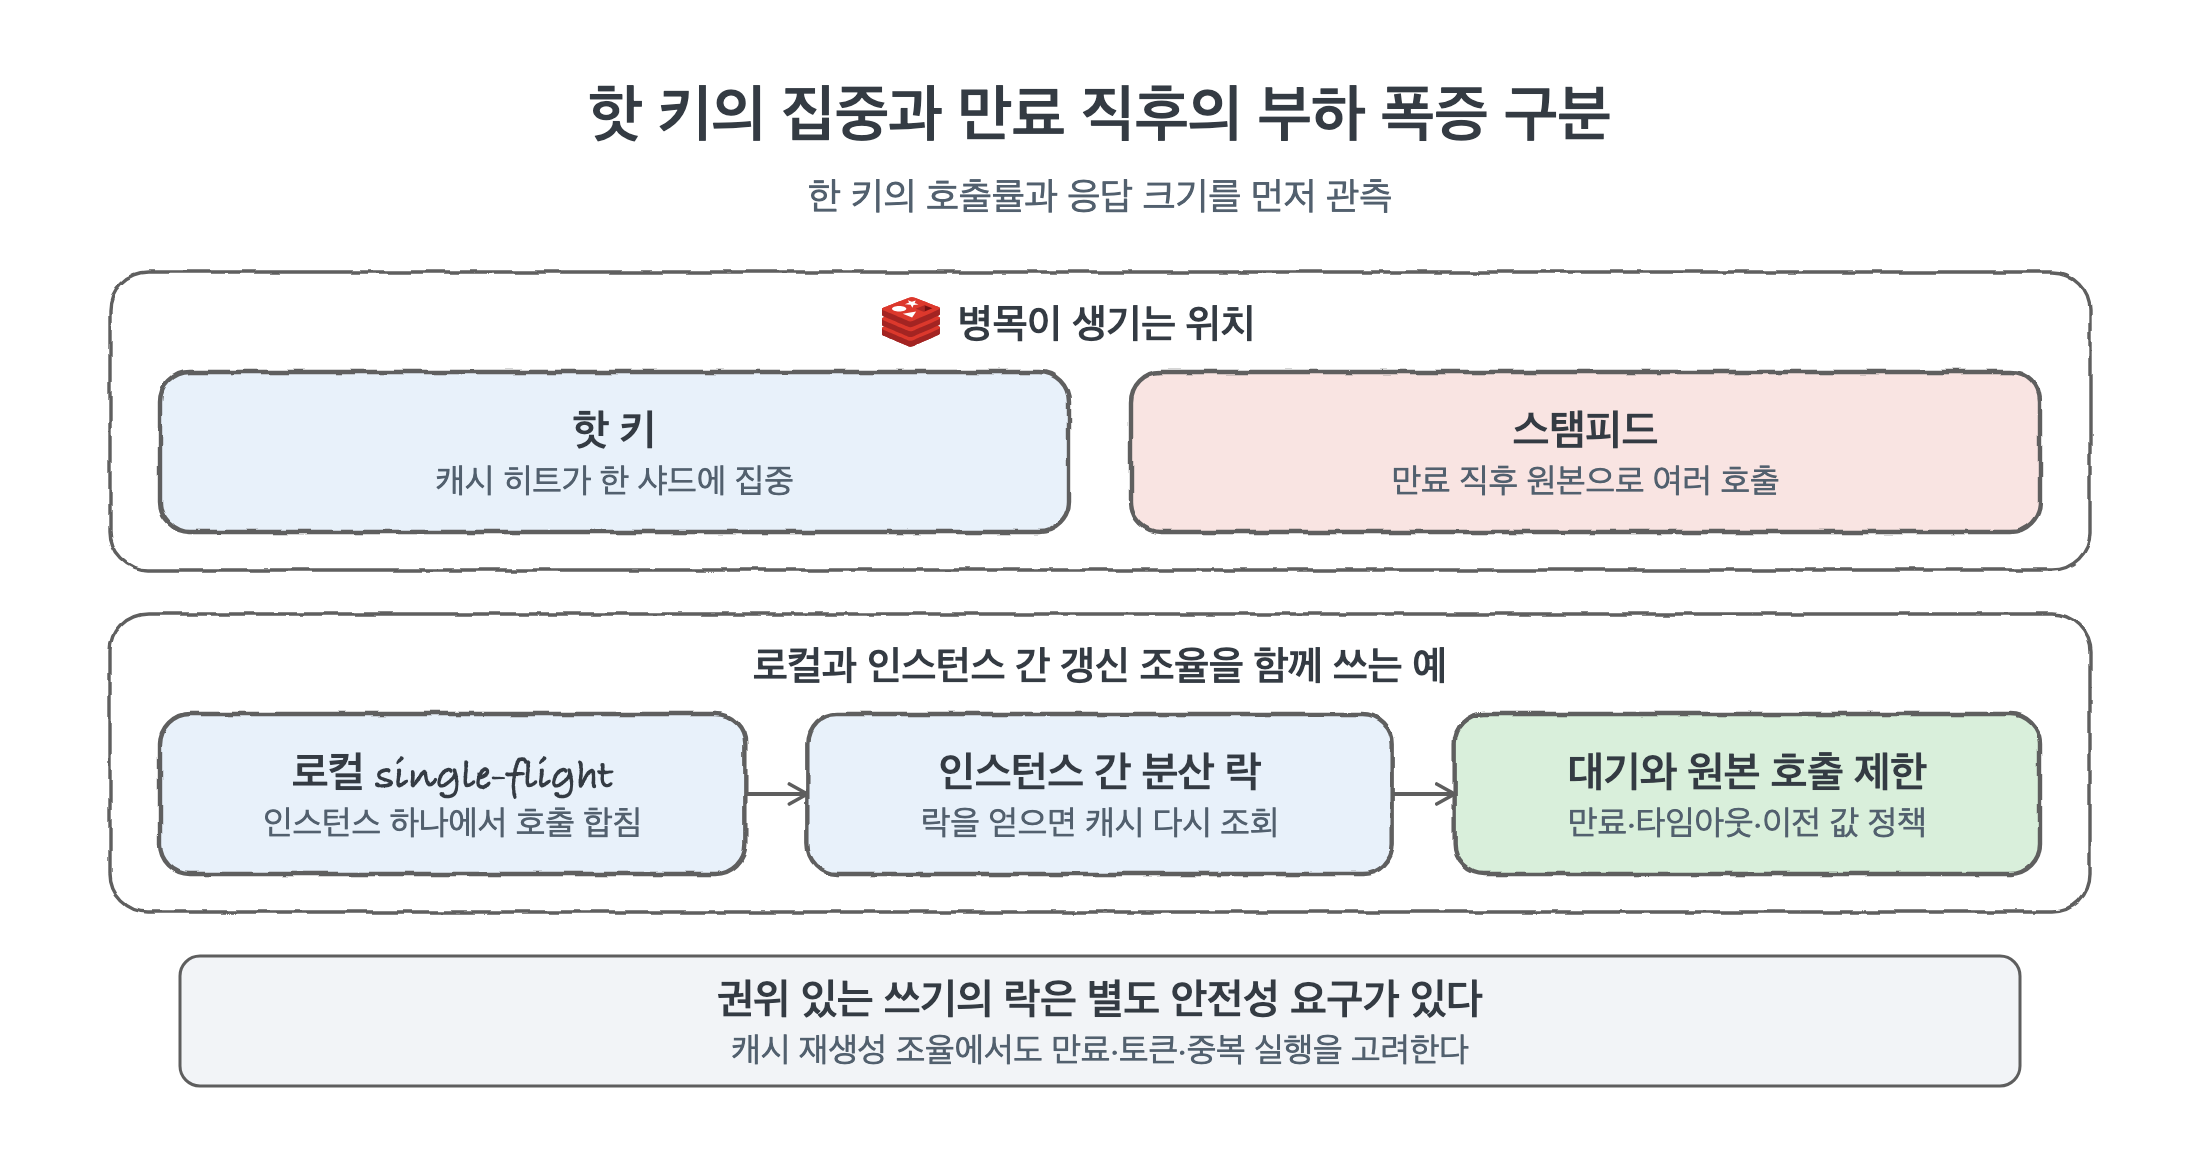 핫 키의 집중과 만료 직후의 부하 폭증 구분
한 키의 호출률과 응답 크기를 먼저 관측
병목이 생기는 위치
핫 키
캐시 히트가 한 샤드에 집중
스탬피드
만료 직후 원본으로 여러 호출
로컬과 인스턴스 간 갱신 조율을 함께 쓰는 예
로컬 single-flight
인스턴스 하나에서 호출 합침
인스턴스 간 분산 락
락을 얻으면 캐시 다시 조회
대기와 원본 호출 제한
만료·타임아웃·이전 값 정책
권위 있는 쓰기의 락은 별도 안전성 요구가 있다
캐시 재생성 조율에서도 만료·토큰·중복 실행을 고려한다